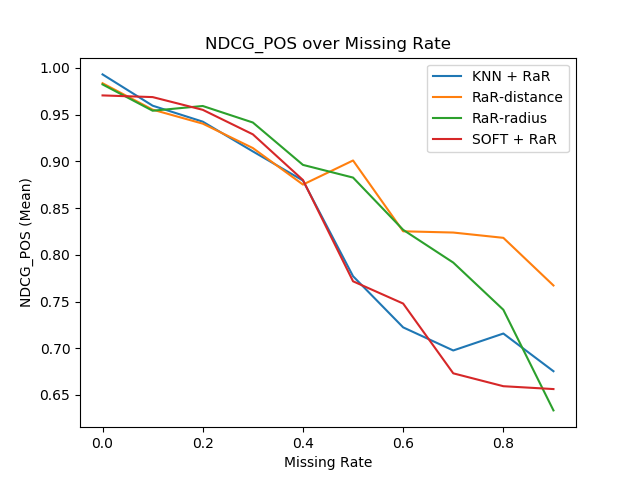 NDCG_POS over Missing Rate
KNN + RaR
RaR-distance
RaR-radius
SOFT + RaR
NDCG_POS (Mean)
1.00
0.95
0.90
0.85
0.80
0.75
0.70
0.65
0.0
0.2
0.4
0.6
0.8
Missing Rate